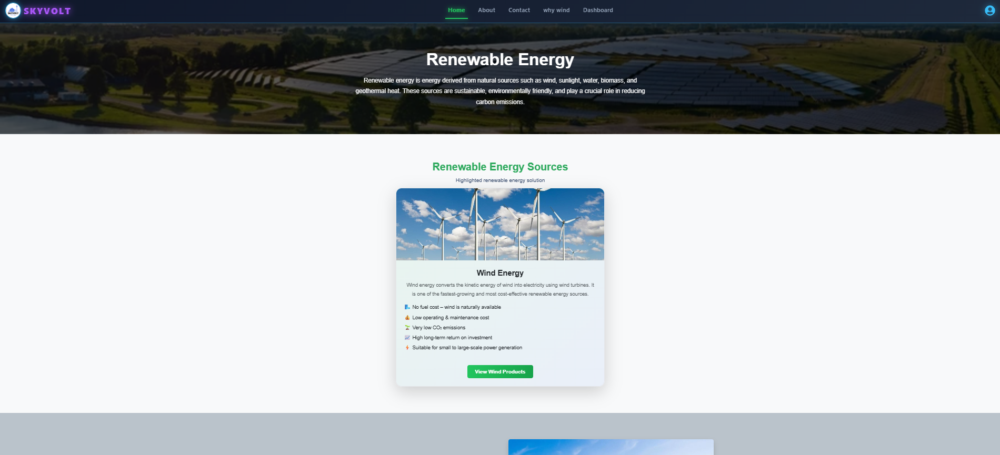 SKYVOLT
SKYVOLT
Home
About
Contact
why wind
Dashboard
Renewable Energy
Renewable energy is energy derived from natural sources such as wind, sunlight, water, biomass, and
geothermal heat. These sources are sustainable, environmentally friendly, and play a crucial role in reducing
carbon emissions.
Renewable Energy Sources
Highlighted renewable energy solution
Wind Energy
Wind energy converts the kinetic energy of wind into electricity using wind turbines. It
is one of the fastest-growing and most cost-effective renewable energy sources.
No fuel cost – wind is naturally available
Low operating & maintenance cost
Very low CO₂ emissions
High long-term return on investment
Suitable for small to large-scale power generation
View Wind Products